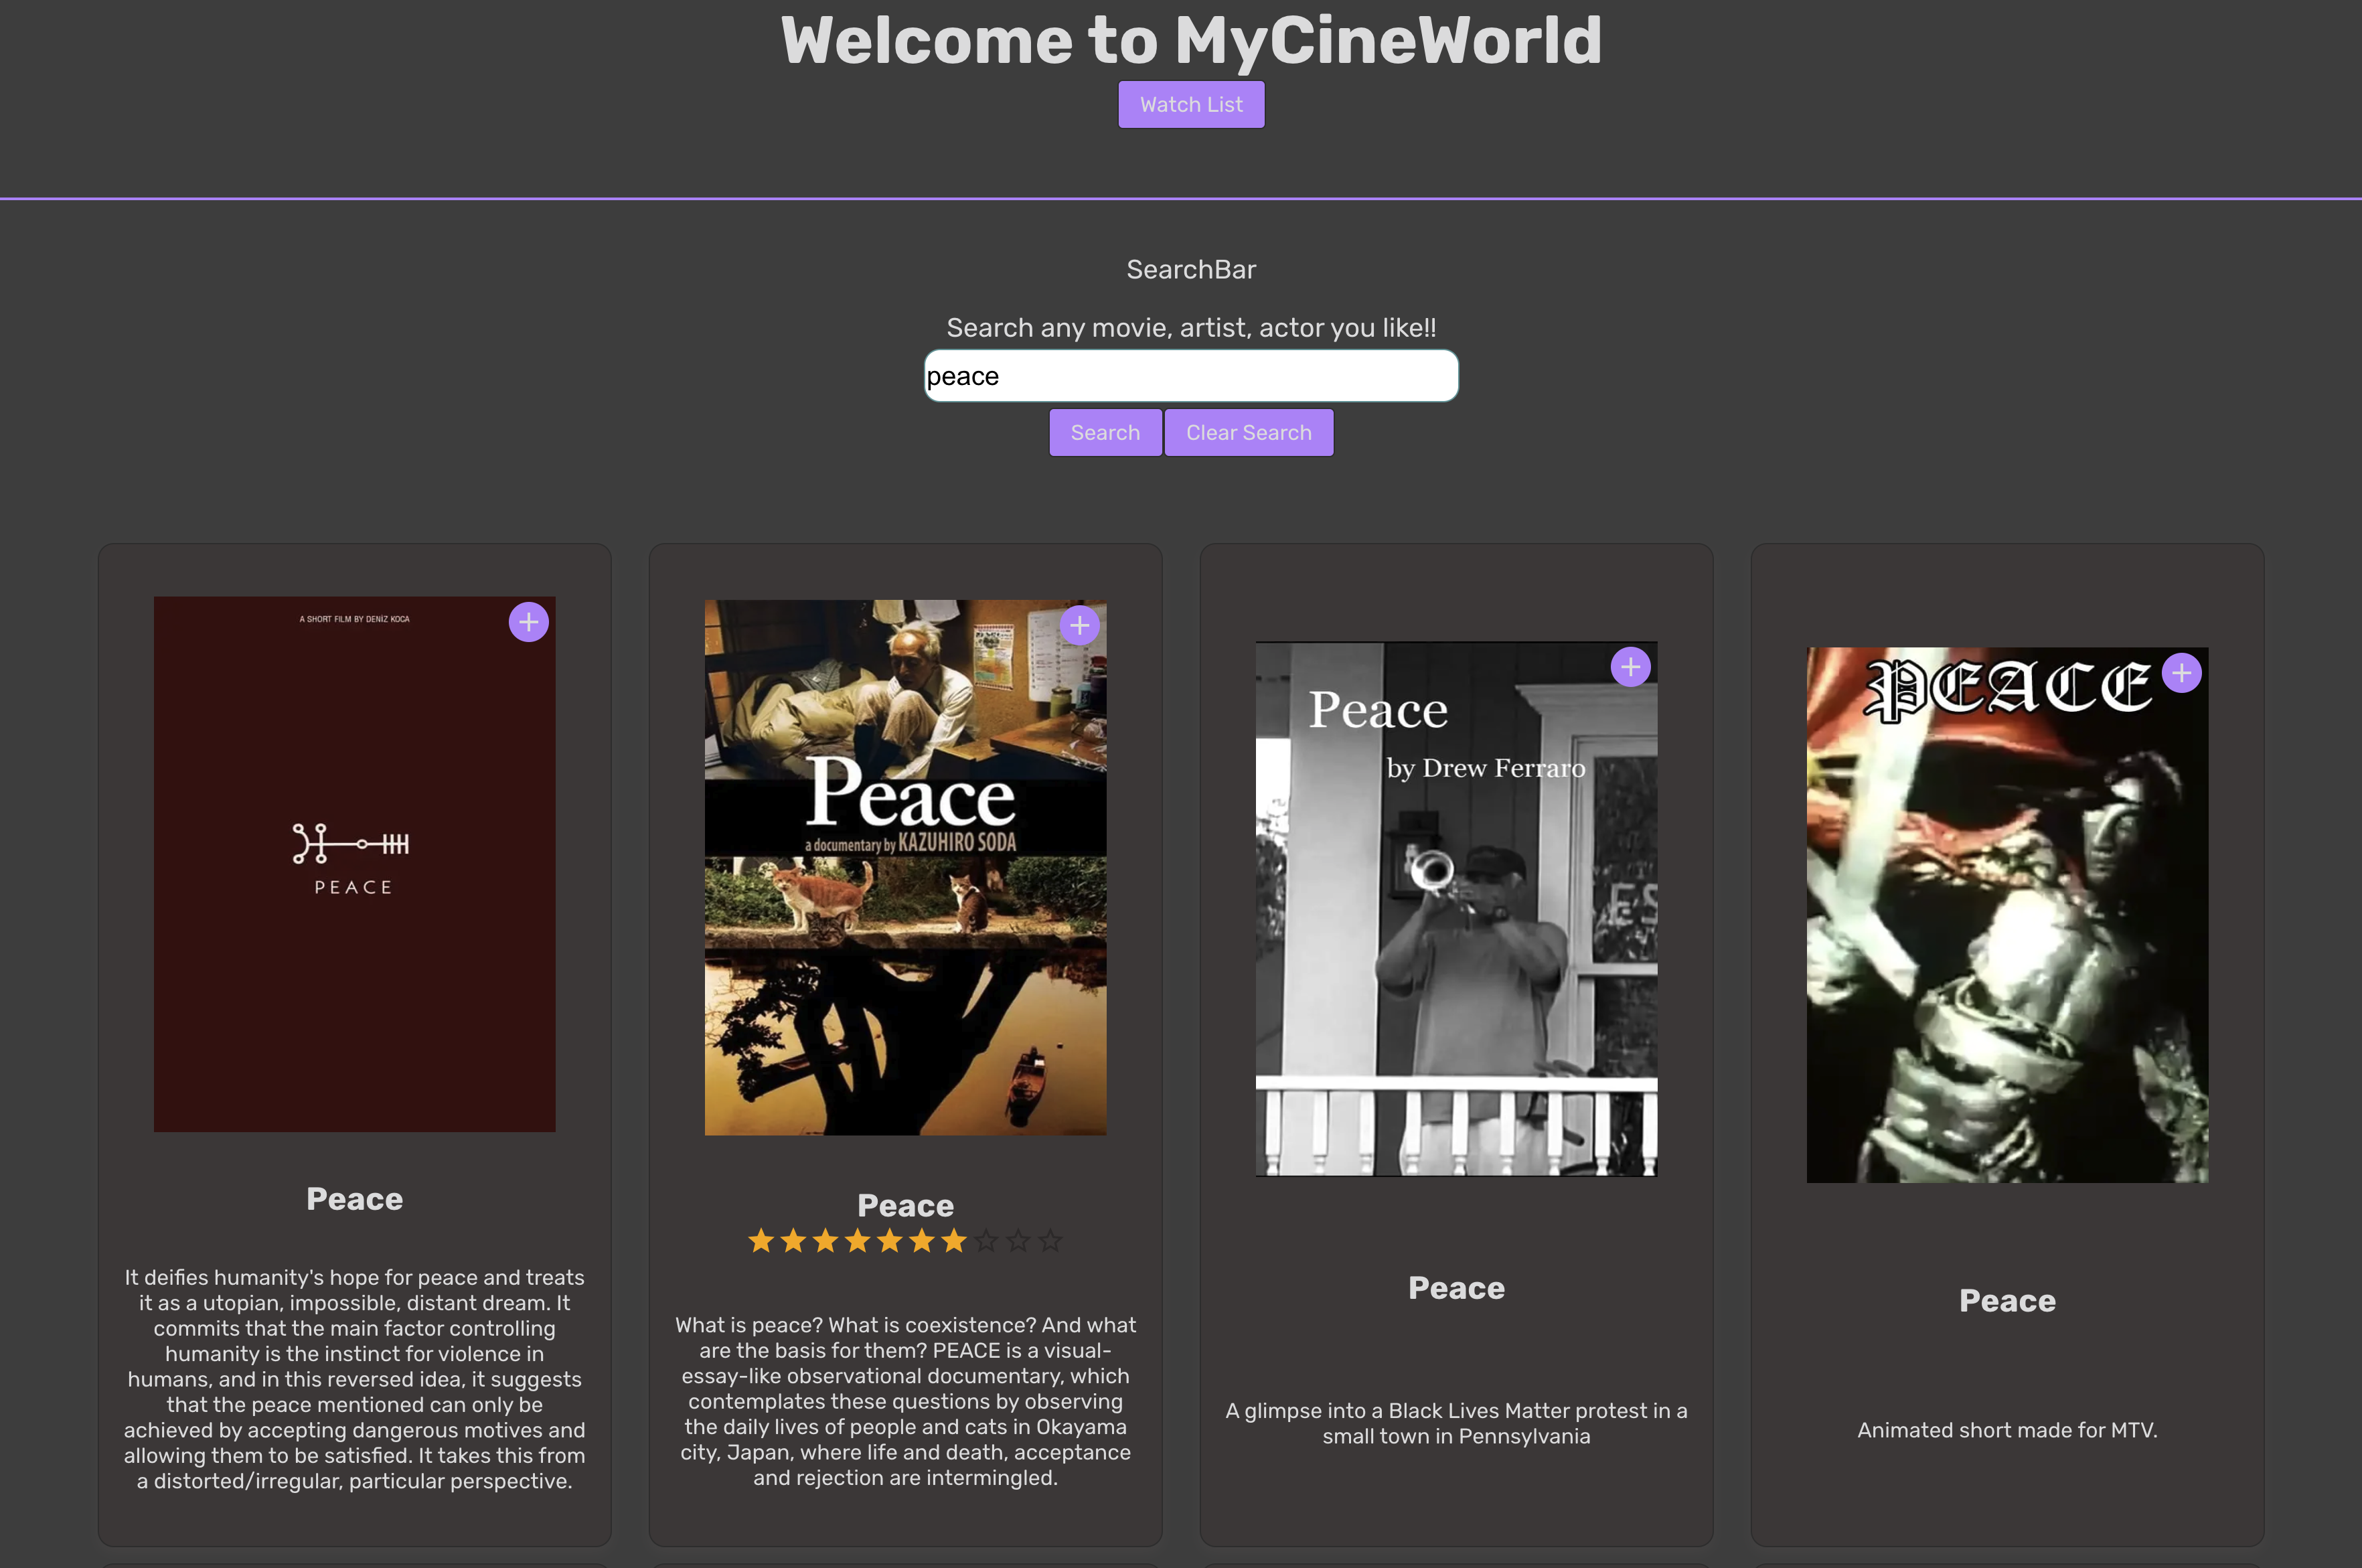 Welcome to MyCineWorld
Watch List
SearchBar
Search any movie, artist, actor you like!!
peace
Search
Clear Search
A SHORT FILM BY DENİZ KOCA
PEACE
Peace
It deifies humanity's hope for peace and treats
it as a utopian, impossible, distant dream. It
commits that the main factor controlling
humanity is the instinct for violence in
humans, and in this reversed idea, it suggests
that the peace mentioned can only be
achieved by accepting dangerous motives and
allowing them to be satisfied. It takes this from
a distorted/irregular, particular perspective.
Peace
a documentary by KAZUHIRO SODA
Peace
What is peace? What is coexistence? And what
are the basis for them? PEACE is a visual-
essay-like observational documentary, which
contemplates these questions by observing
the daily lives of people and cats in Okayama
city, Japan, where life and death, acceptance
and rejection are intermingled.
Peace
by Drew Ferraro
ES
Peace
A glimpse into a Black Lives Matter protest in a
small town in Pennsylvania
PEACE
Peace
Animated short made for MTV.